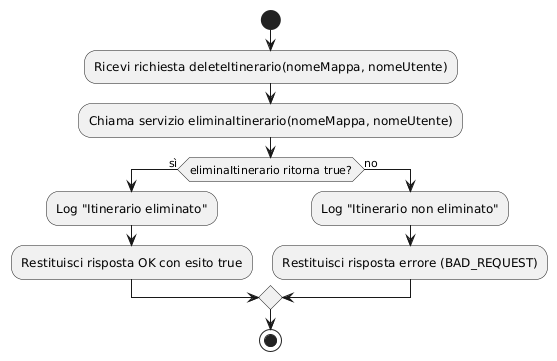 Ricevi richiesta deleteItinerario(nomeMappa, nomeUtente)
Chiama servizio eliminaItinerario(nomeMappa, nomeUtente)
sì
eliminaItinerario ritorna true?
no
Log "Itinerario eliminato"
Log "Itinerario non eliminato"
Restituisci risposta OK con esito true
Restituisci risposta errore (BAD_REQUEST)